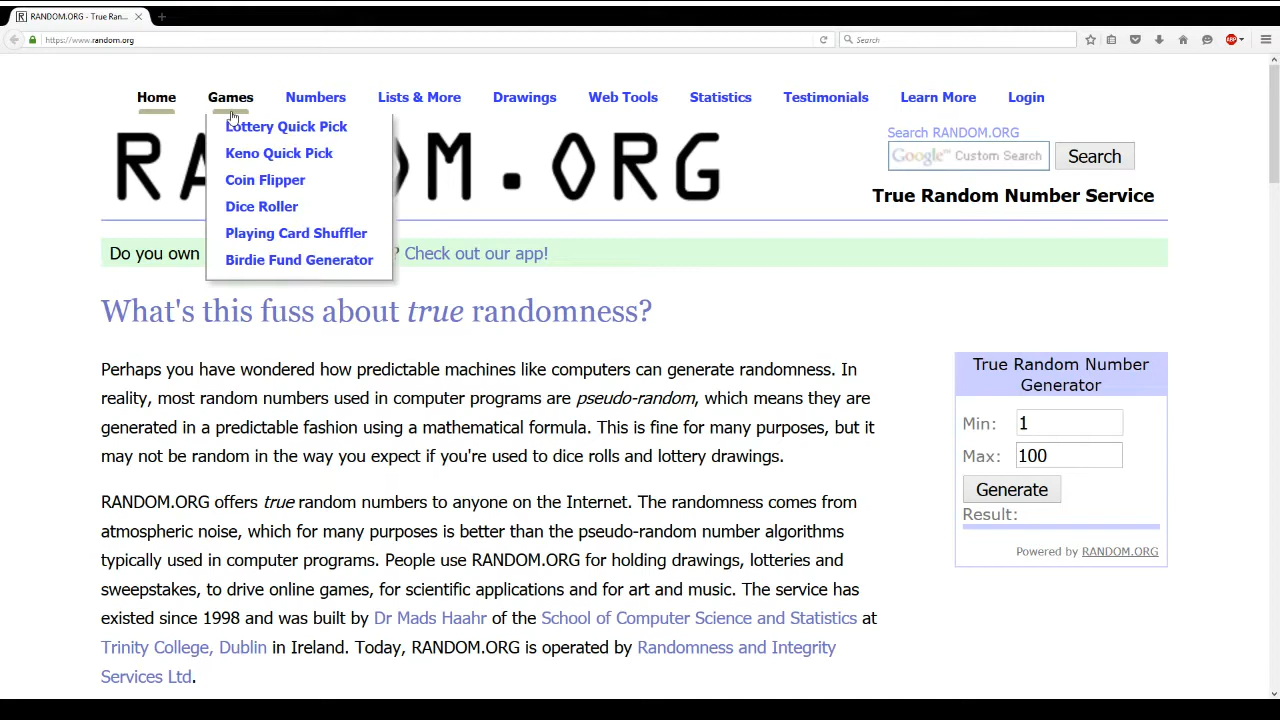 RANDOM.ORG - True Ran...
https://www.random.org
Search
ABP
Home Games Numbers Lists & More Drawings Web Tools Statistics Testimonials Learn More Login
Lottery Quick Pick
Keno Quick Pick
Coin Flipper
Dice Roller
Playing Card Shuffler
Birdie Fund Generator
RA M.ORG
Search RANDOM.ORG
Google™ Custom Search
Search
True Random Number Service
Do you own ? Check out our app!
What's this fuss about true randomness?
Perhaps you have wondered how predictable machines like computers can generate randomness. In
reality, most random numbers used in computer programs are pseudo-random, which means they are
generated in a predictable fashion using a mathematical formula. This is fine for many purposes, but it
may not be random in the way you expect if you're used to dice rolls and lottery drawings.
RANDOM.ORG offers true random numbers to anyone on the Internet. The randomness comes from
atmospheric noise, which for many purposes is better than the pseudo-random number algorithms
typically used in computer programs. People use RANDOM.ORG for holding drawings, lotteries and
sweepstakes, to drive online games, for scientific applications and for art and music. The service has
existed since 1998 and was built by Dr Mads Haahr of the School of Computer Science and Statistics at
Trinity College, Dublin in Ireland. Today, RANDOM.ORG is operated by Randomness and Integrity
Services Ltd.
True Random Number
Generator
Min: 1
Max: 100
Generate
Result:
Powered by RANDOM.ORG